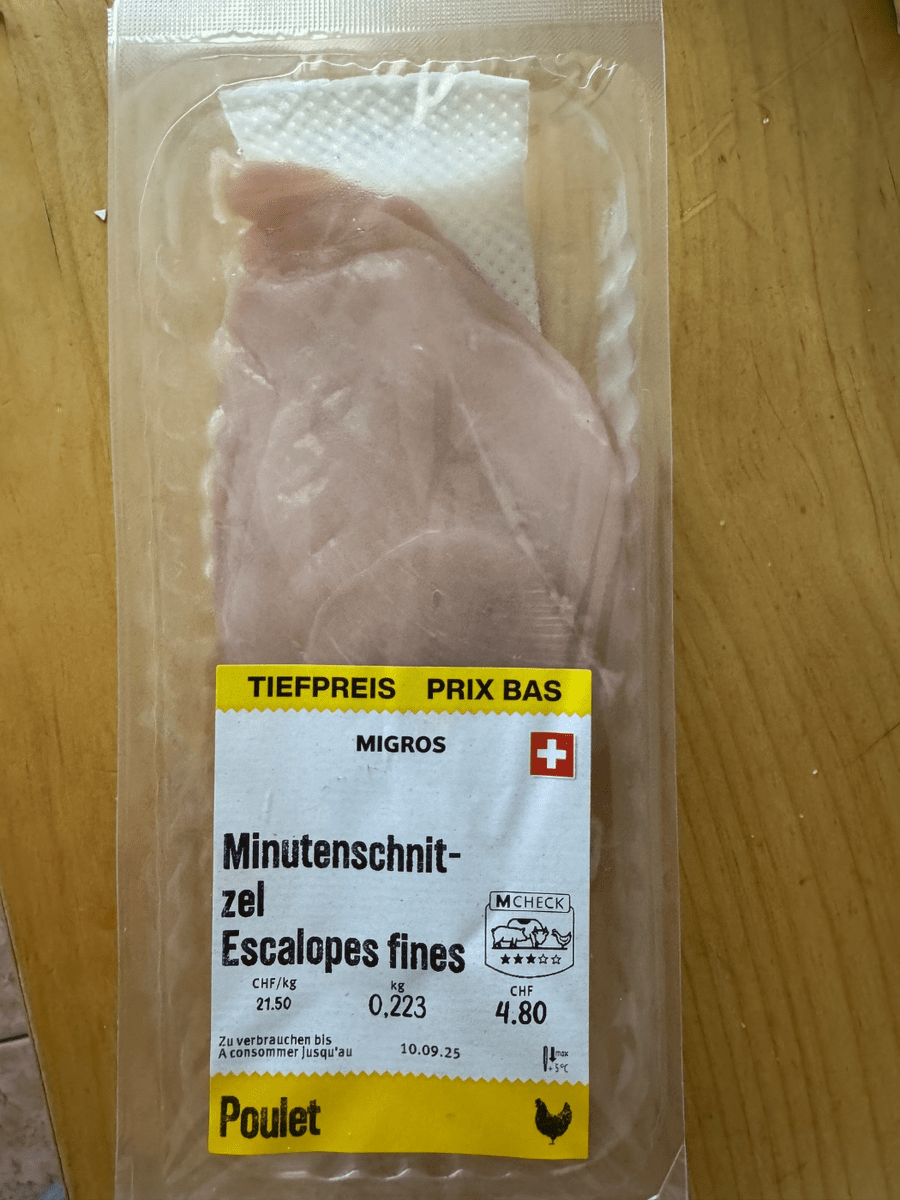 TIEFPREIS PRIX BAS
MIGROS
Minutenschnit-
zel
Escalopes fines
MCHECK
CHF/kg kg CHF
21.50 0,223 4.80
Zu verbrauchen bis
A consommer jusqu'au 10.09.25
max
+5°C
Poulet